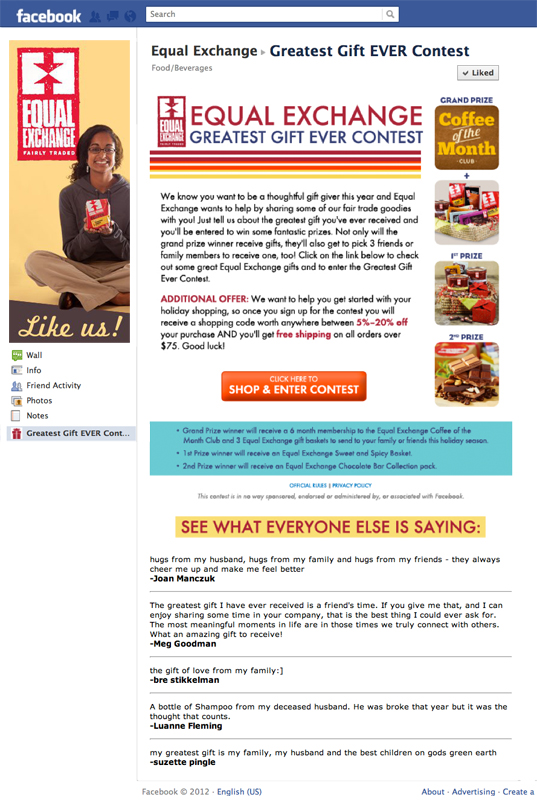 facebook
Search
EQUAL
EXCHANGE
FAIRLY TRADED
Like us!
Wall
Info
Friend Activity
Photos
Notes
Greatest Gift EVER Cont...
Equal Exchange ▸ Greatest Gift EVER Contest
Food/Beverages
Liked
EQUAL
EXCHANGE
FAIRLY TRADED
EQUAL EXCHANGE
GREATEST GIFT EVER CONTEST
We know you want to be a thoughtful gift giver this year and Equal
Exchange wants to help by sharing some of our fair trade goodies
with you! Just tell us about the greatest gift you've ever received and
you'll be entered to win some fantastic prizes. Not only will the
grand prize winner receive gifts, they'll also get to pick 3 friends or
family members to receive one, too! Click on the link below to check
out some great Equal Exchange gifts and to enter the Greatest Gift
Ever Contest.
ADDITIONAL OFFER: We want to help you get started with your
holiday shopping, so once you sign up for the contest you will
receive a shopping code worth anywhere between 5%–20% off
your purchase AND you'll get free shipping on all orders over
$75. Good luck!
CLICK HERE TO
SHOP & ENTER CONTEST
GRAND PRIZE
Coffee
of the
Month
CLUB
+
1ST PRIZE
2ND PRIZE
• Grand Prize winner will receive a 6 month membership to the Equal Exchange Coffee of the
Month Club and 3 Equal Exchange gift baskets to send to your family or friends this holiday season.
• 1st Prize winner will receive an Equal Exchange Sweet and Spicy Basket.
• 2nd Prize winner will receive an Equal Exchange Chocolate Bar Collection pack.
OFFICIAL RULES | PRIVACY POLICY
This contest is in no way sponsored, endorsed or administered by, or associated with Facebook.
SEE WHAT EVERYONE ELSE IS SAYING:
hugs from my husband, hugs from my family and hugs from my friends - they always
cheer me up and make me feel better
-Joan Manczuk
The greatest gift I have ever received is a friend's time. If you give me that, and I can
enjoy sharing some time in your company, that is the best thing I could ever ask for.
The most meaningful moments in life are in those times we truly connect with others.
What an amazing gift to receive!
-Meg Goodman
the gift of love from my family:]
-bre stikkelman
A bottle of Shampoo from my deceased husband. He was broke that year but it was the
thought that counts.
-Luanne Fleming
my greatest gift is my family, my husband and the best children on gods green earth
-suzette pingle
Facebook © 2012 · English (US)
About · Advertising · Create a